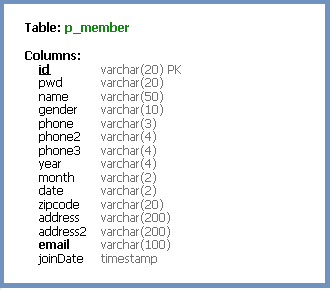 Table: p_member
Columns:
id varchar(20) PK
pwd varchar(20)
name varchar(50)
gender varchar(10)
phone varchar(3)
phone2 varchar(4)
phone3 varchar(4)
year varchar(4)
month varchar(2)
date varchar(2)
zipcode varchar(20)
address varchar(200)
address2 varchar(200)
email varchar(100)
joinDate timestamp